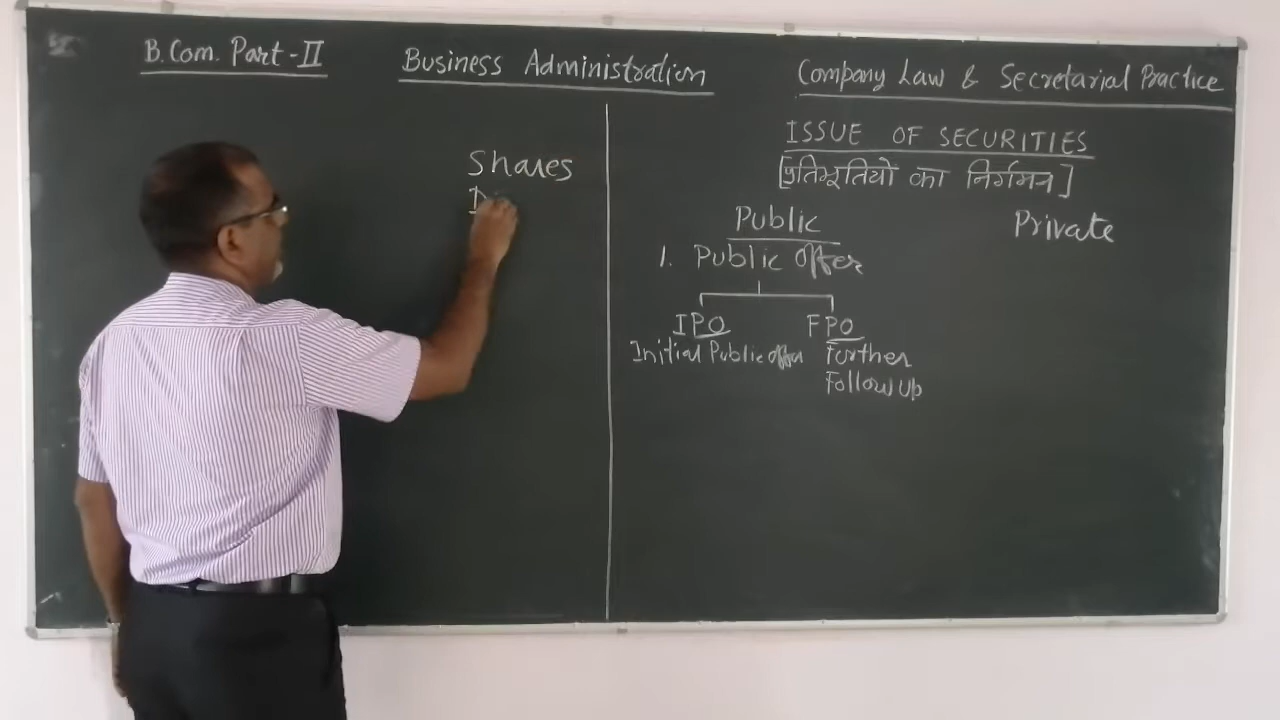 B.Com. Part-II
Business Administration
Company Law & Secretarial Practice
Shares
ISSUE OF SECURITIES
[प्रतिभूतियों का निर्गमन]
Public
Private
1. Public offer
IPO
FPO
Initial Public offer
Further
Follow up